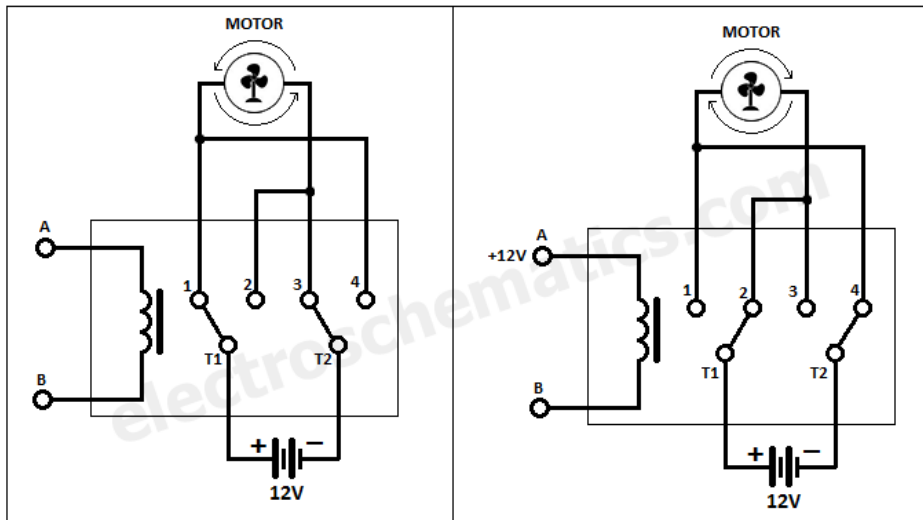 MOTOR
A
1 2 3 4
T1 T2
B
+ −
12V
MOTOR
A
+12V
1 2 3 4
T1 T2
B
+ −
12V
electroschematics.com